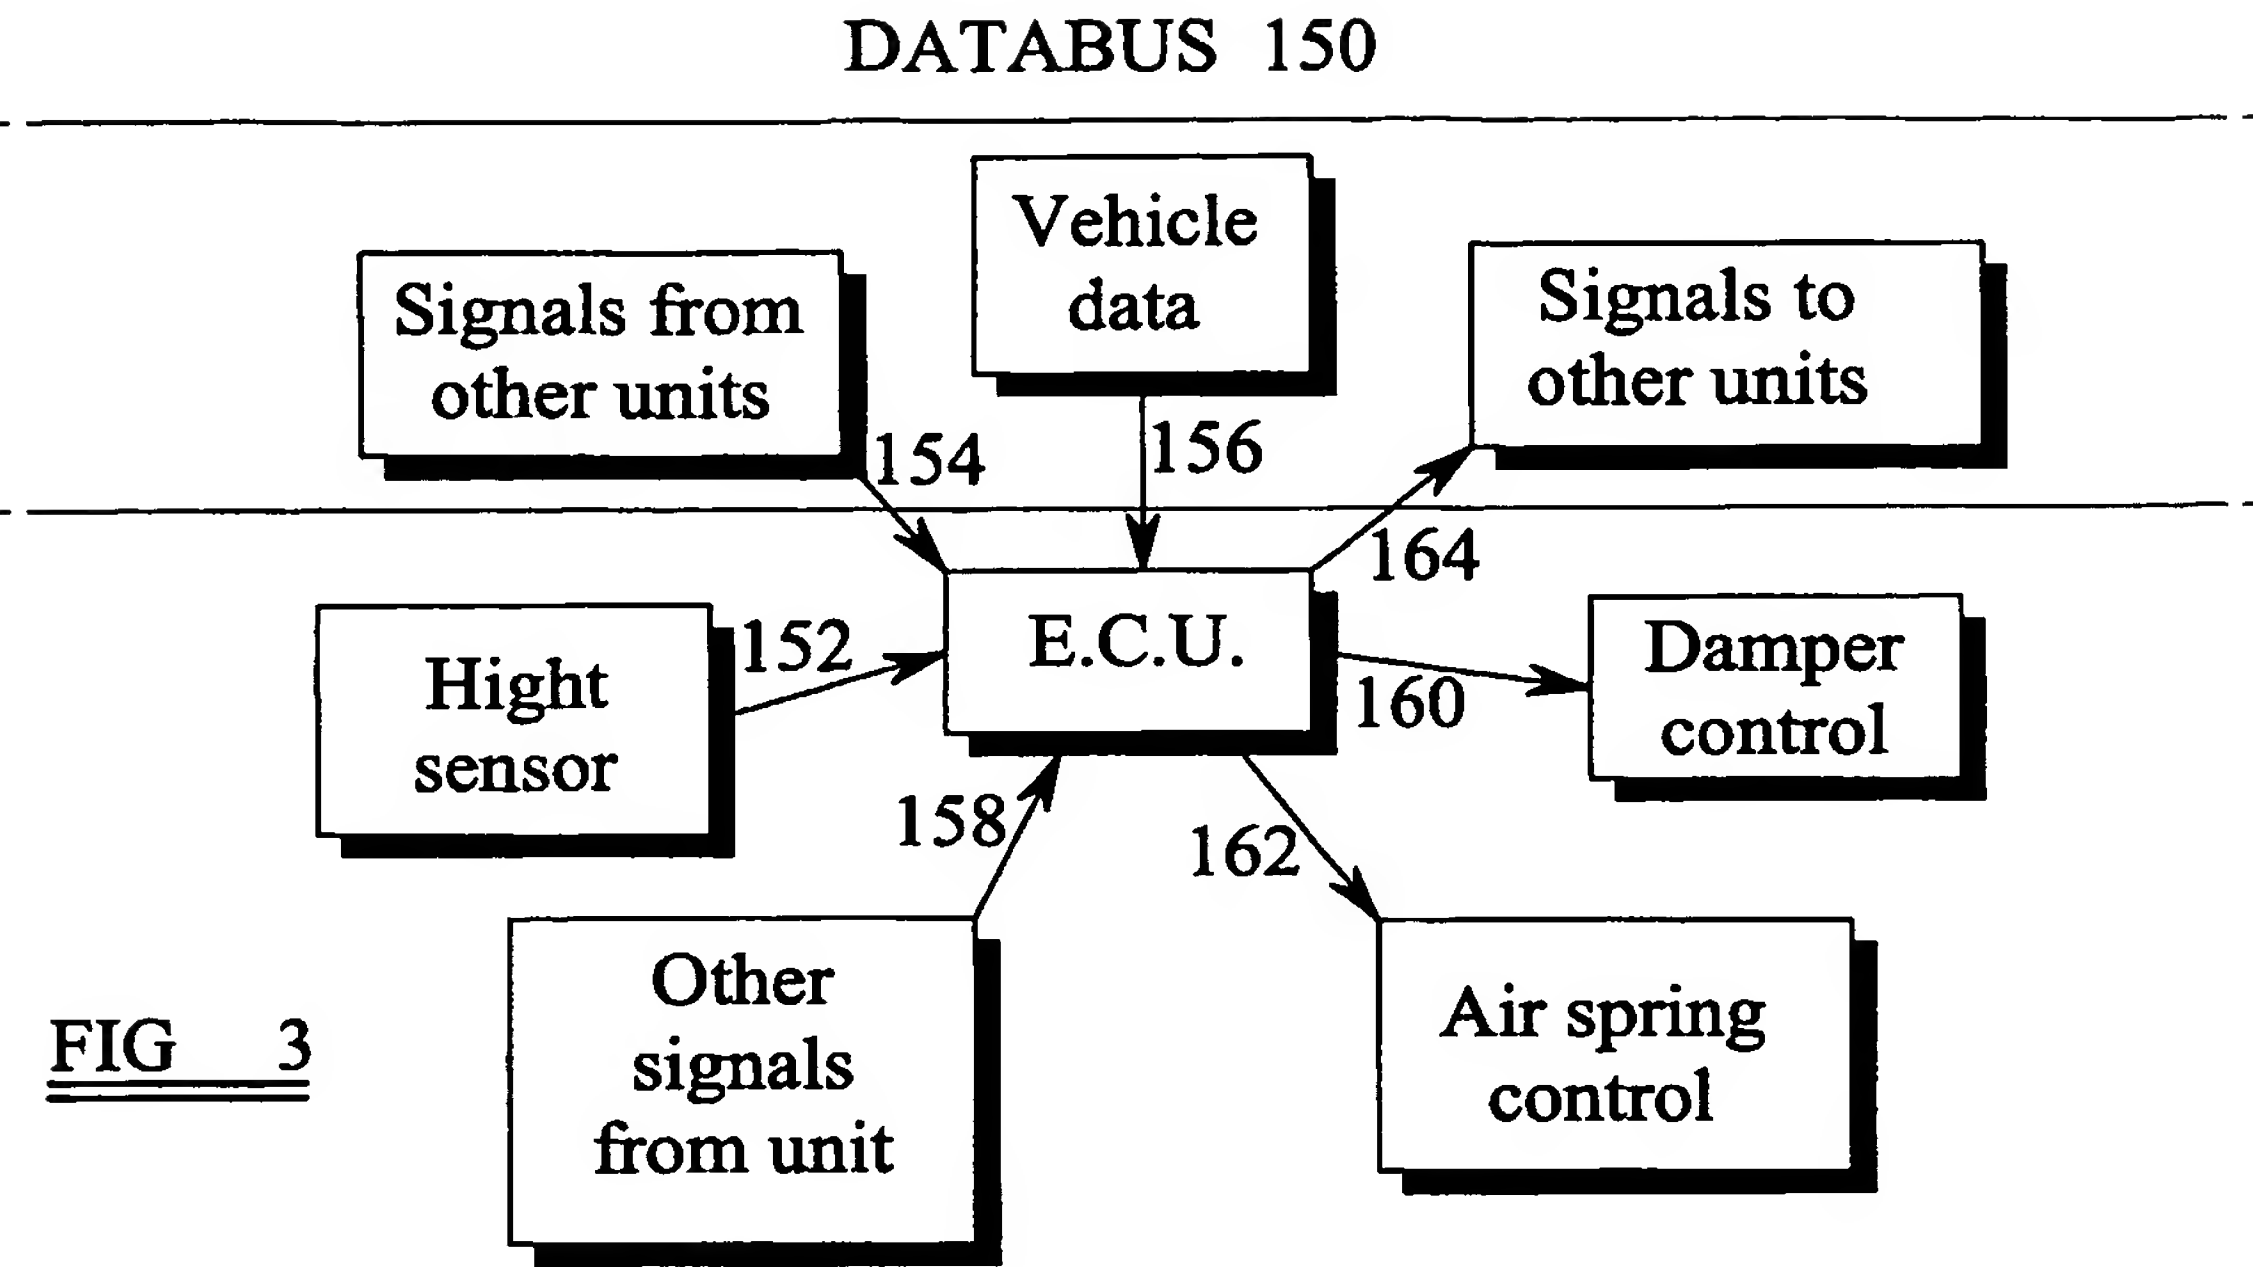 DATABUS 150
Vehicle
data
Signals from
other units
Signals to
other units
154
156
164
E.C.U.
Hight
sensor
152
160
Damper
control
158
162
Other
signals
from unit
Air spring
control
FIG 3